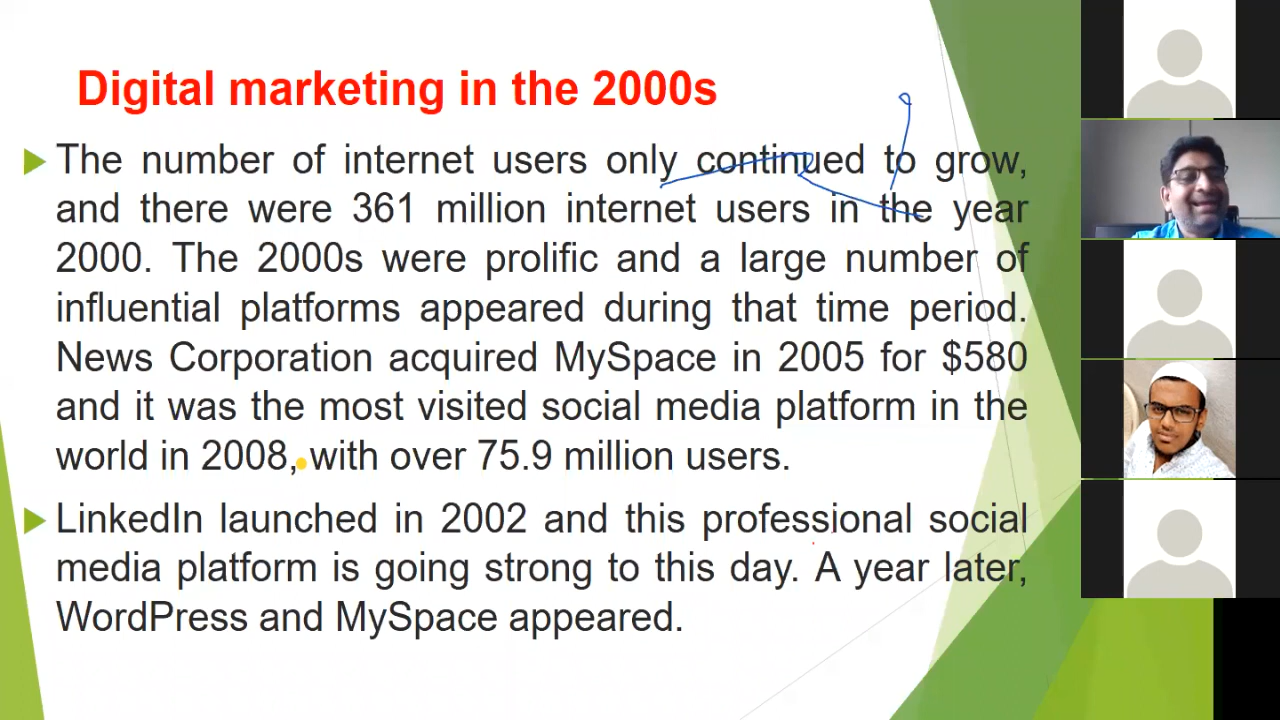 Digital marketing in the 2000s
The number of internet users only continued to grow,
and there were 361 million internet users in the year
2000. The 2000s were prolific and a large number of
influential platforms appeared during that time period.
News Corporation acquired MySpace in 2005 for $580
and it was the most visited social media platform in the
world in 2008, with over 75.9 million users.
LinkedIn launched in 2002 and this professional social
media platform is going strong to this day. A year later,
WordPress and MySpace appeared.